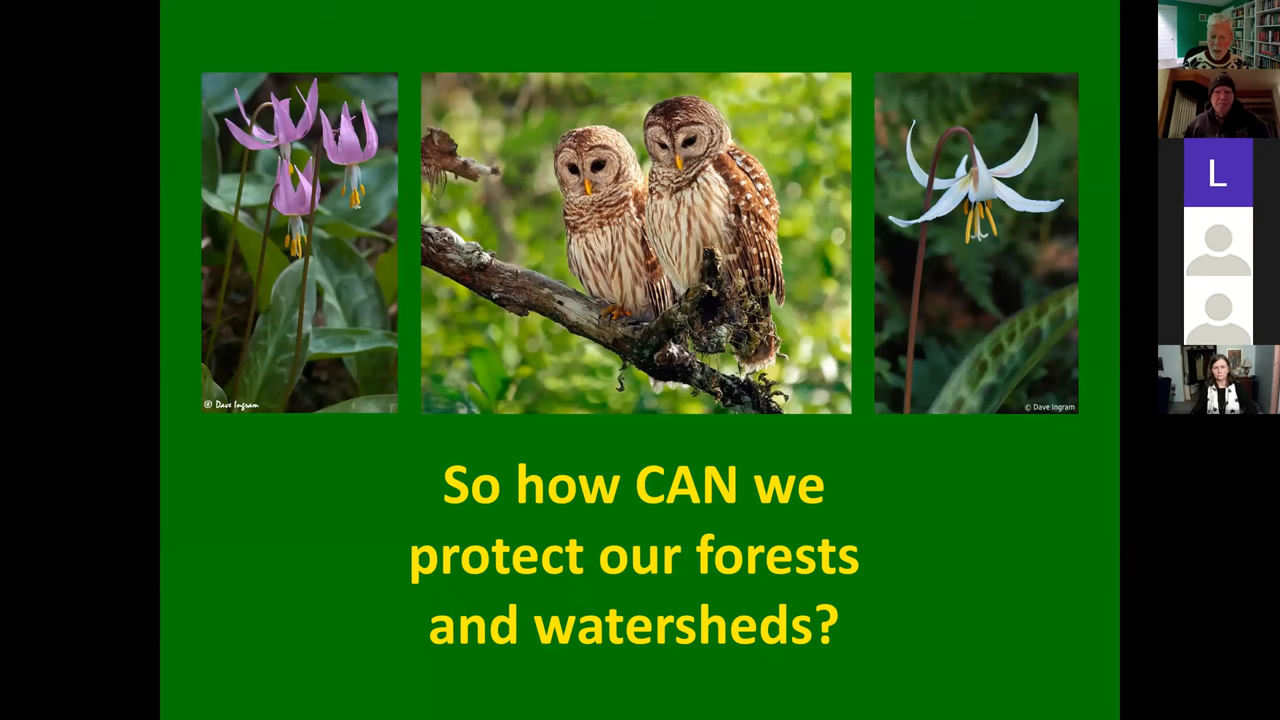 © Dave Ingram
© Dave Ingram
L
So how CAN we
protect our forests
and watersheds?